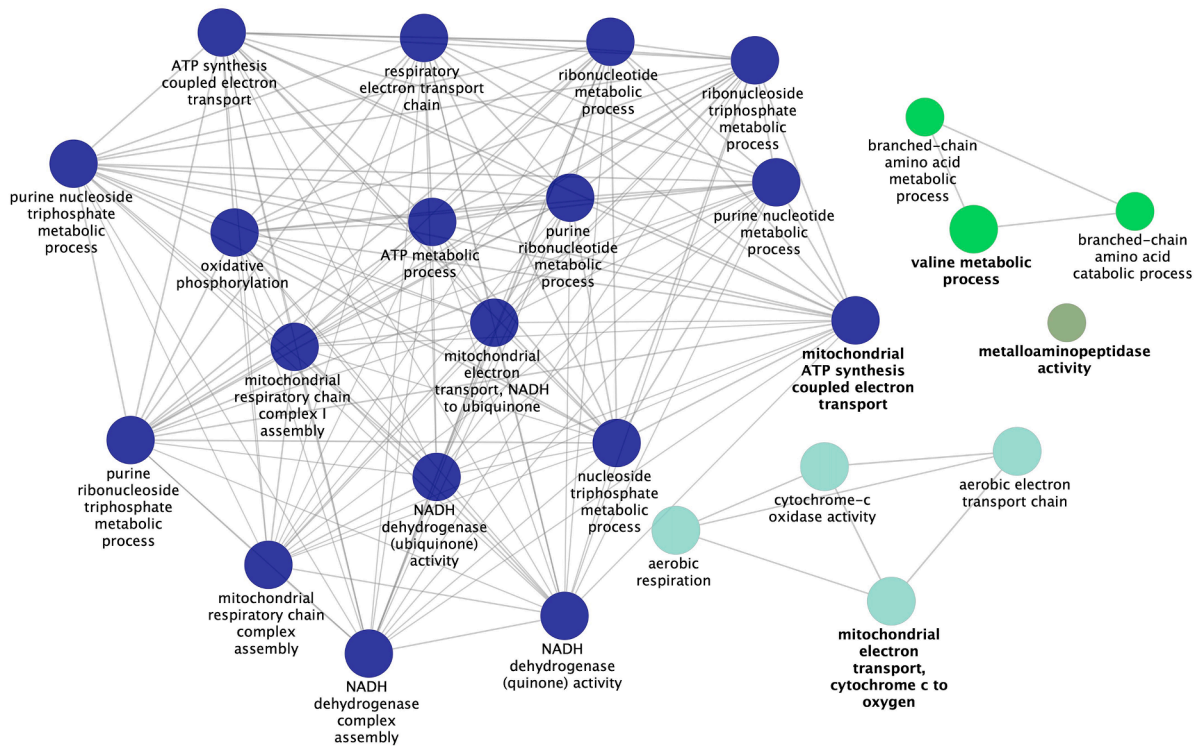 ATP synthesis
coupled electron
transport
respiratory
electron transport
chain
ribonucleotide
metabolic
process
ribonucleoside
triphosphate
metabolic
process
branched-chain
amino acid
metabolic
process
purine nucleoside
triphosphate
metabolic
process
oxidative
phosphorylation
ATP metabolic
process
purine
ribonucleotide
metabolic
process
purine nucleotide
metabolic
process
valine metabolic
process
branched-chain
amino acid
catabolic process
mitochondrial
respiratory chain
complex I
assembly
mitochondrial
electron
transport, NADH
to ubiquinone
mitochondrial
ATP synthesis
coupled electron
transport
metalloaminopeptidase
activity
purine
ribonucleoside
triphosphate
metabolic
process
NADH
dehydrogenase
(ubiquinone)
activity
nucleoside
triphosphate
metabolic
process
cytochrome-c
oxidase activity
aerobic electron
transport chain
aerobic
respiration
mitochondrial
respiratory chain
complex
assembly
NADH
dehydrogenase
complex
assembly
NADH
dehydrogenase
(quinone) activity
mitochondrial
electron
transport,
cytochrome c to
oxygen